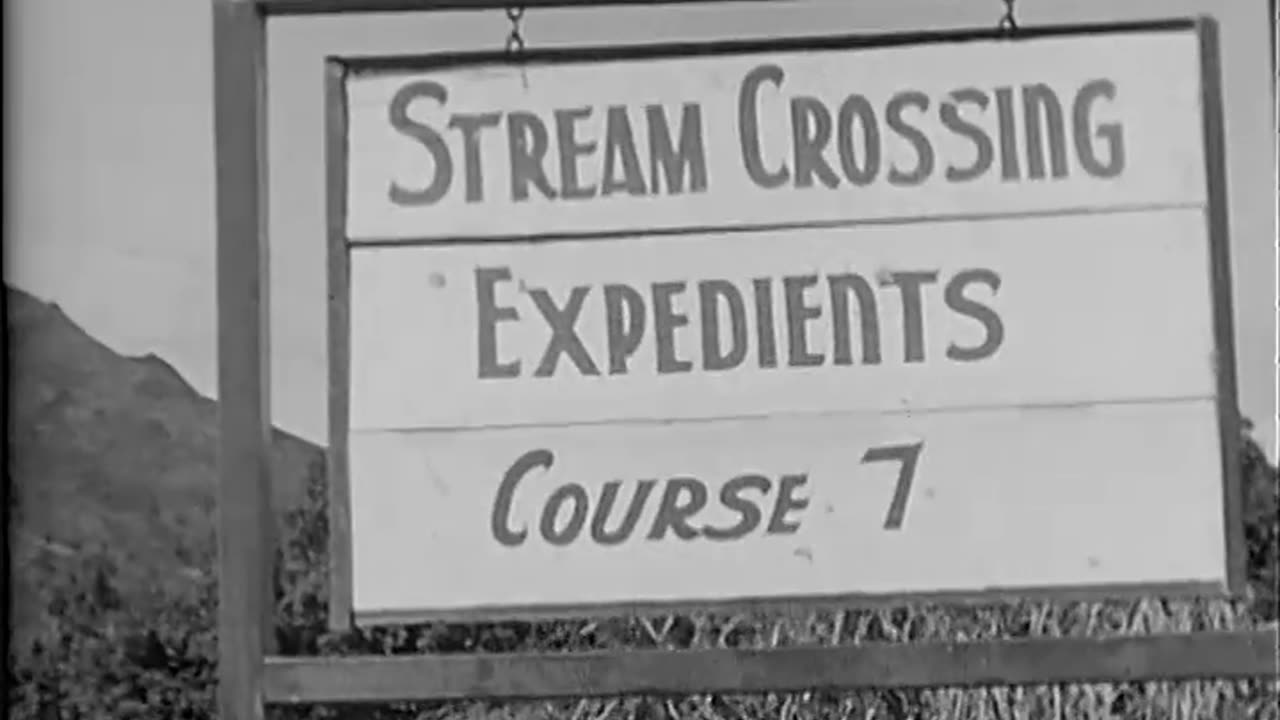 STREAM CROSSING
EXPEDIENTS
COURSE 7